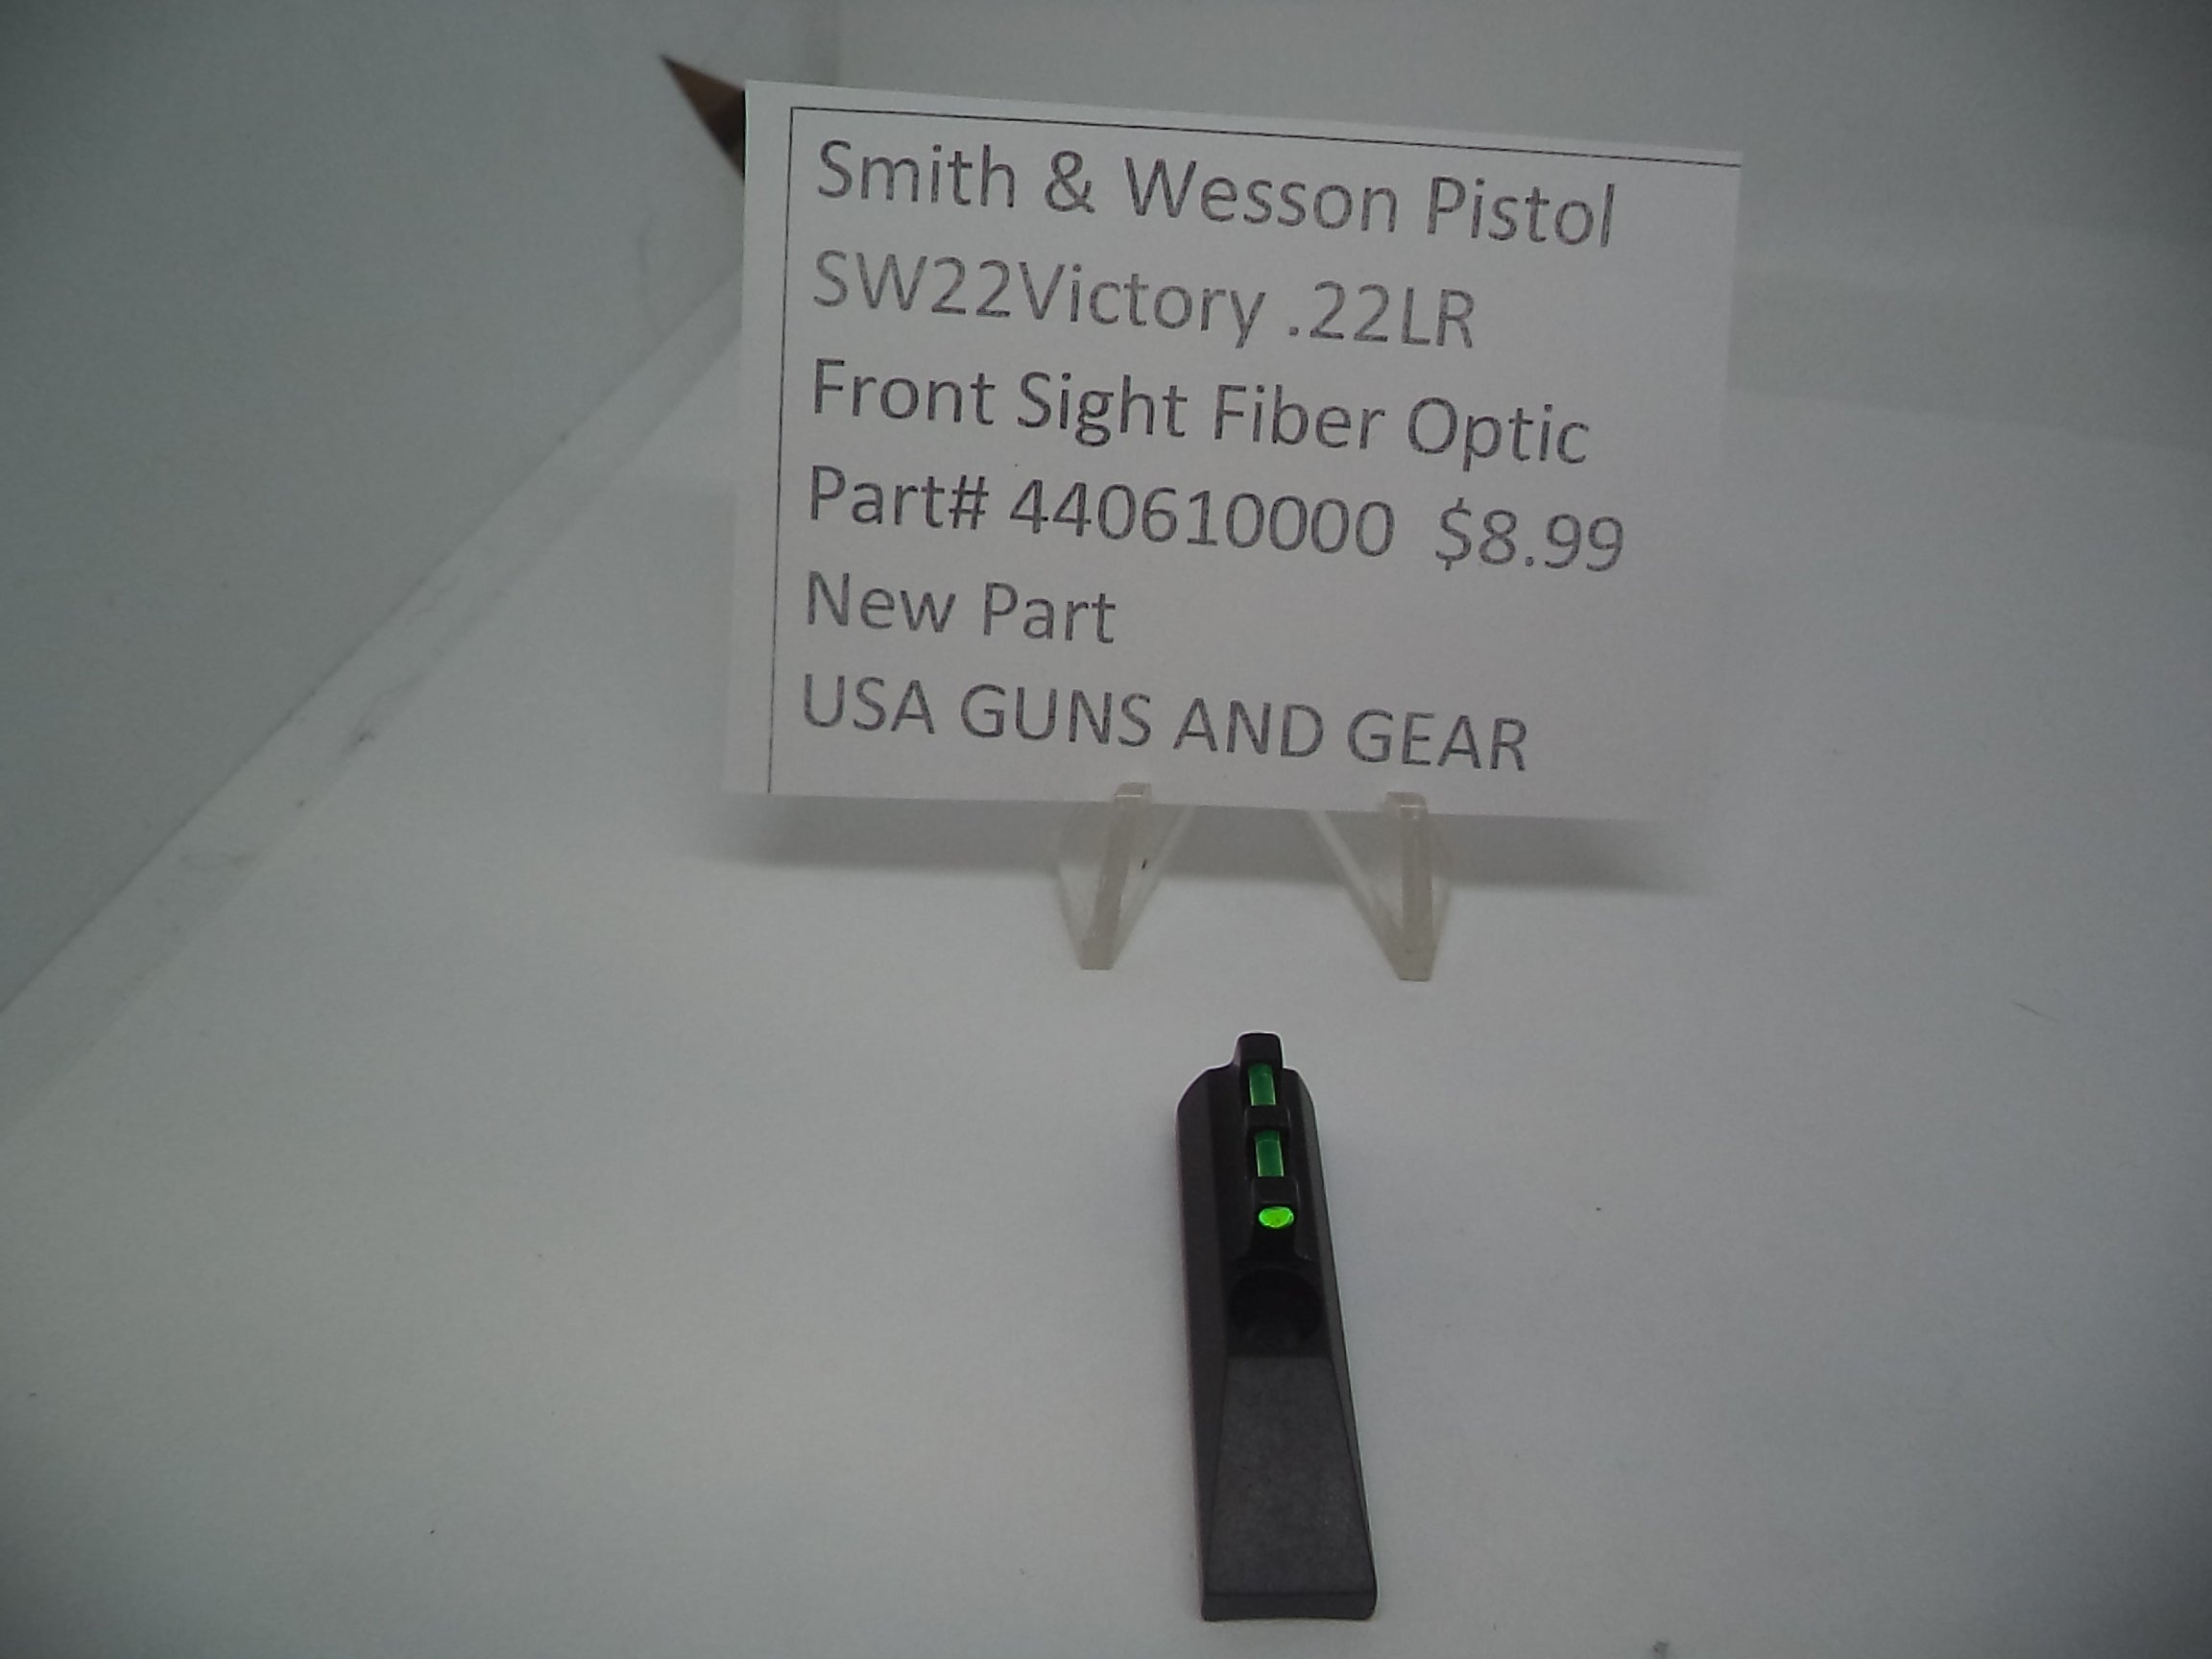 Smith & Wesson Pistol
SW22Victory .22LR
Front Sight Fiber Optic
Part# 440610000 $8.99
New Part
USA GUNS AND GEAR